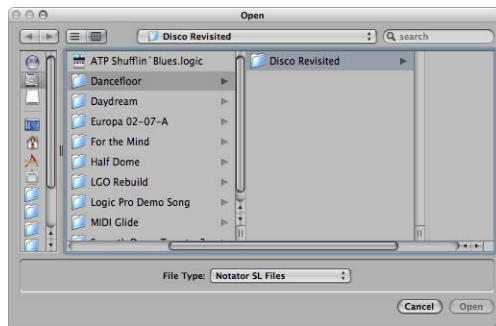 Open
Disco Revisited
search
ATP Shufflin´Blues.logic
Disco Revisited
Dancefloor
Daydream
Europa 02-07-A
For the Mind
Half Dome
LGO Rebuild
Logic Pro Demo Song
MIDI Glide
File Type: Notator SL Files
Cancel Open